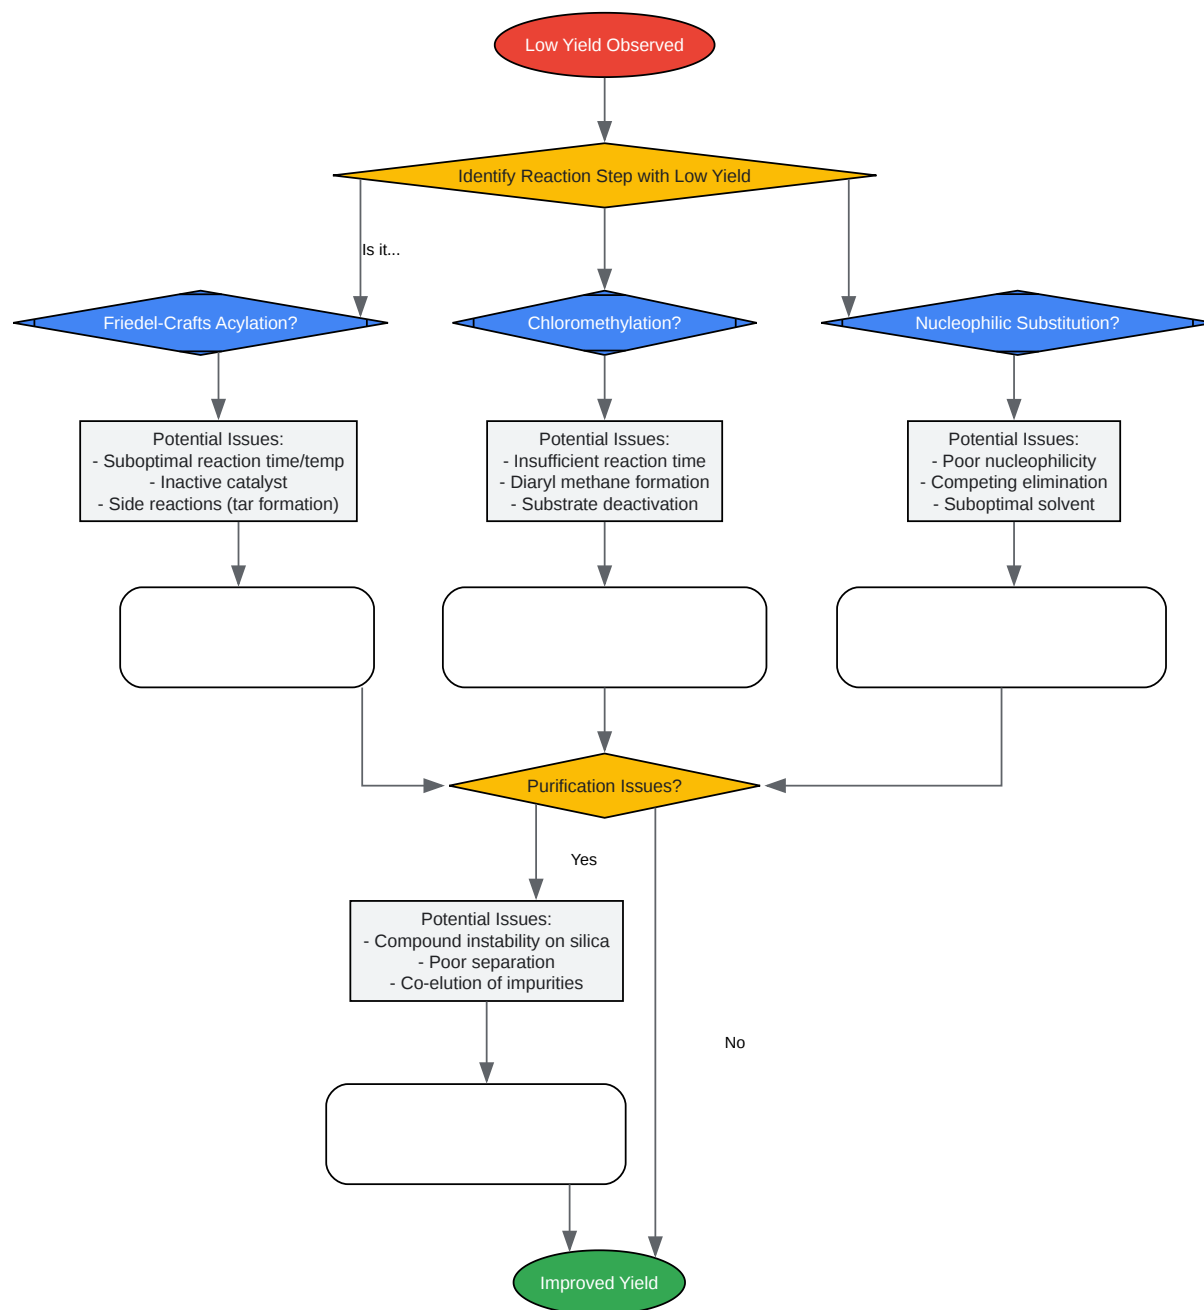 Low Yield Observed
Identify Reaction Step with Low Yield
Is it...
Friedel-Crafts Acylation?
Chloromethylation?
Nucleophilic Substitution?
Potential Issues:
- Suboptimal reaction time/temp
- Inactive catalyst
- Side reactions (tar formation)
Potential Issues:
- Insufficient reaction time
- Diaryl methane formation
- Substrate deactivation
Potential Issues:
- Poor nucleophilicity
- Competing elimination
- Suboptimal solvent
Purification Issues?
Yes
Potential Issues:
- Compound instability on silica
- Poor separation
- Co-elution of impurities
No
Improved Yield